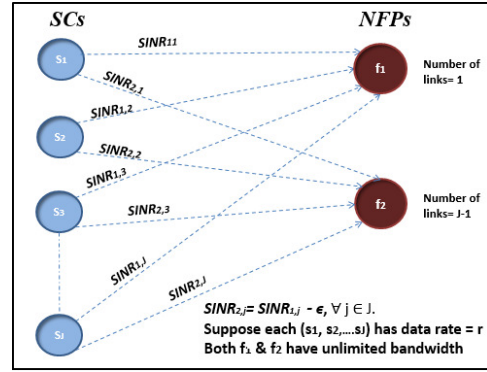 SCs
NFPs
SINR11
S1
f1
Number of
links= 1
SINR2,1
SINR1,2
S2
SINR2,2
SINR1,3
S3
SINR2,3
f2
Number of
links= J-1
SINR1,J
SINR2,J
SJ
SINR2,j= SINR1,j - ϵ, ∀ j ∈ J.
Suppose each (s1, s2,....sJ) has data rate = r
Both f1 & f2 have unlimited bandwidth